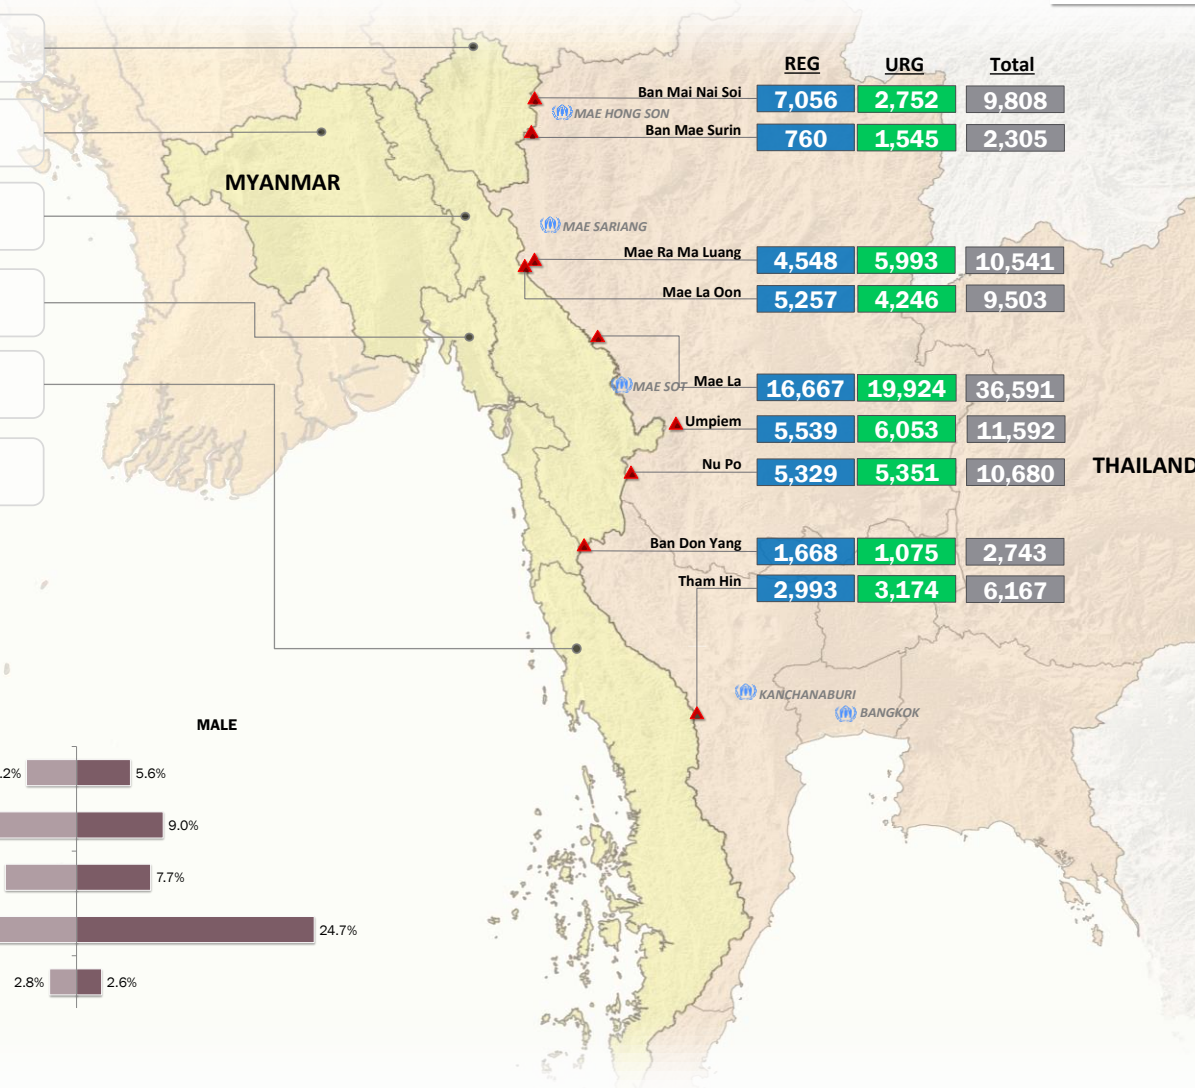 REG URG Total
Ban Mai Nai Soi 7,056 2,752 9,808
MAE HONG SON
Ban Mae Surin 760 1,545 2,305
MYANMAR
MAE SARIANG
Mae Ra Ma Luang 4,548 5,993 10,541
Mae La Oon 5,257 4,246 9,503
MAE SOT
Mae La 16,667 19,924 36,591
Umpiem 5,539 6,053 11,592
Nu Po 5,329 5,351 10,680
THAILAND
Ban Don Yang 1,668 1,075 2,743
Tham Hin 2,993 3,174 6,167
KANCHANABURI
BANGKOK
MALE
.2% 5.6%
9.0%
7.7%
24.7%
2.8% 2.6%